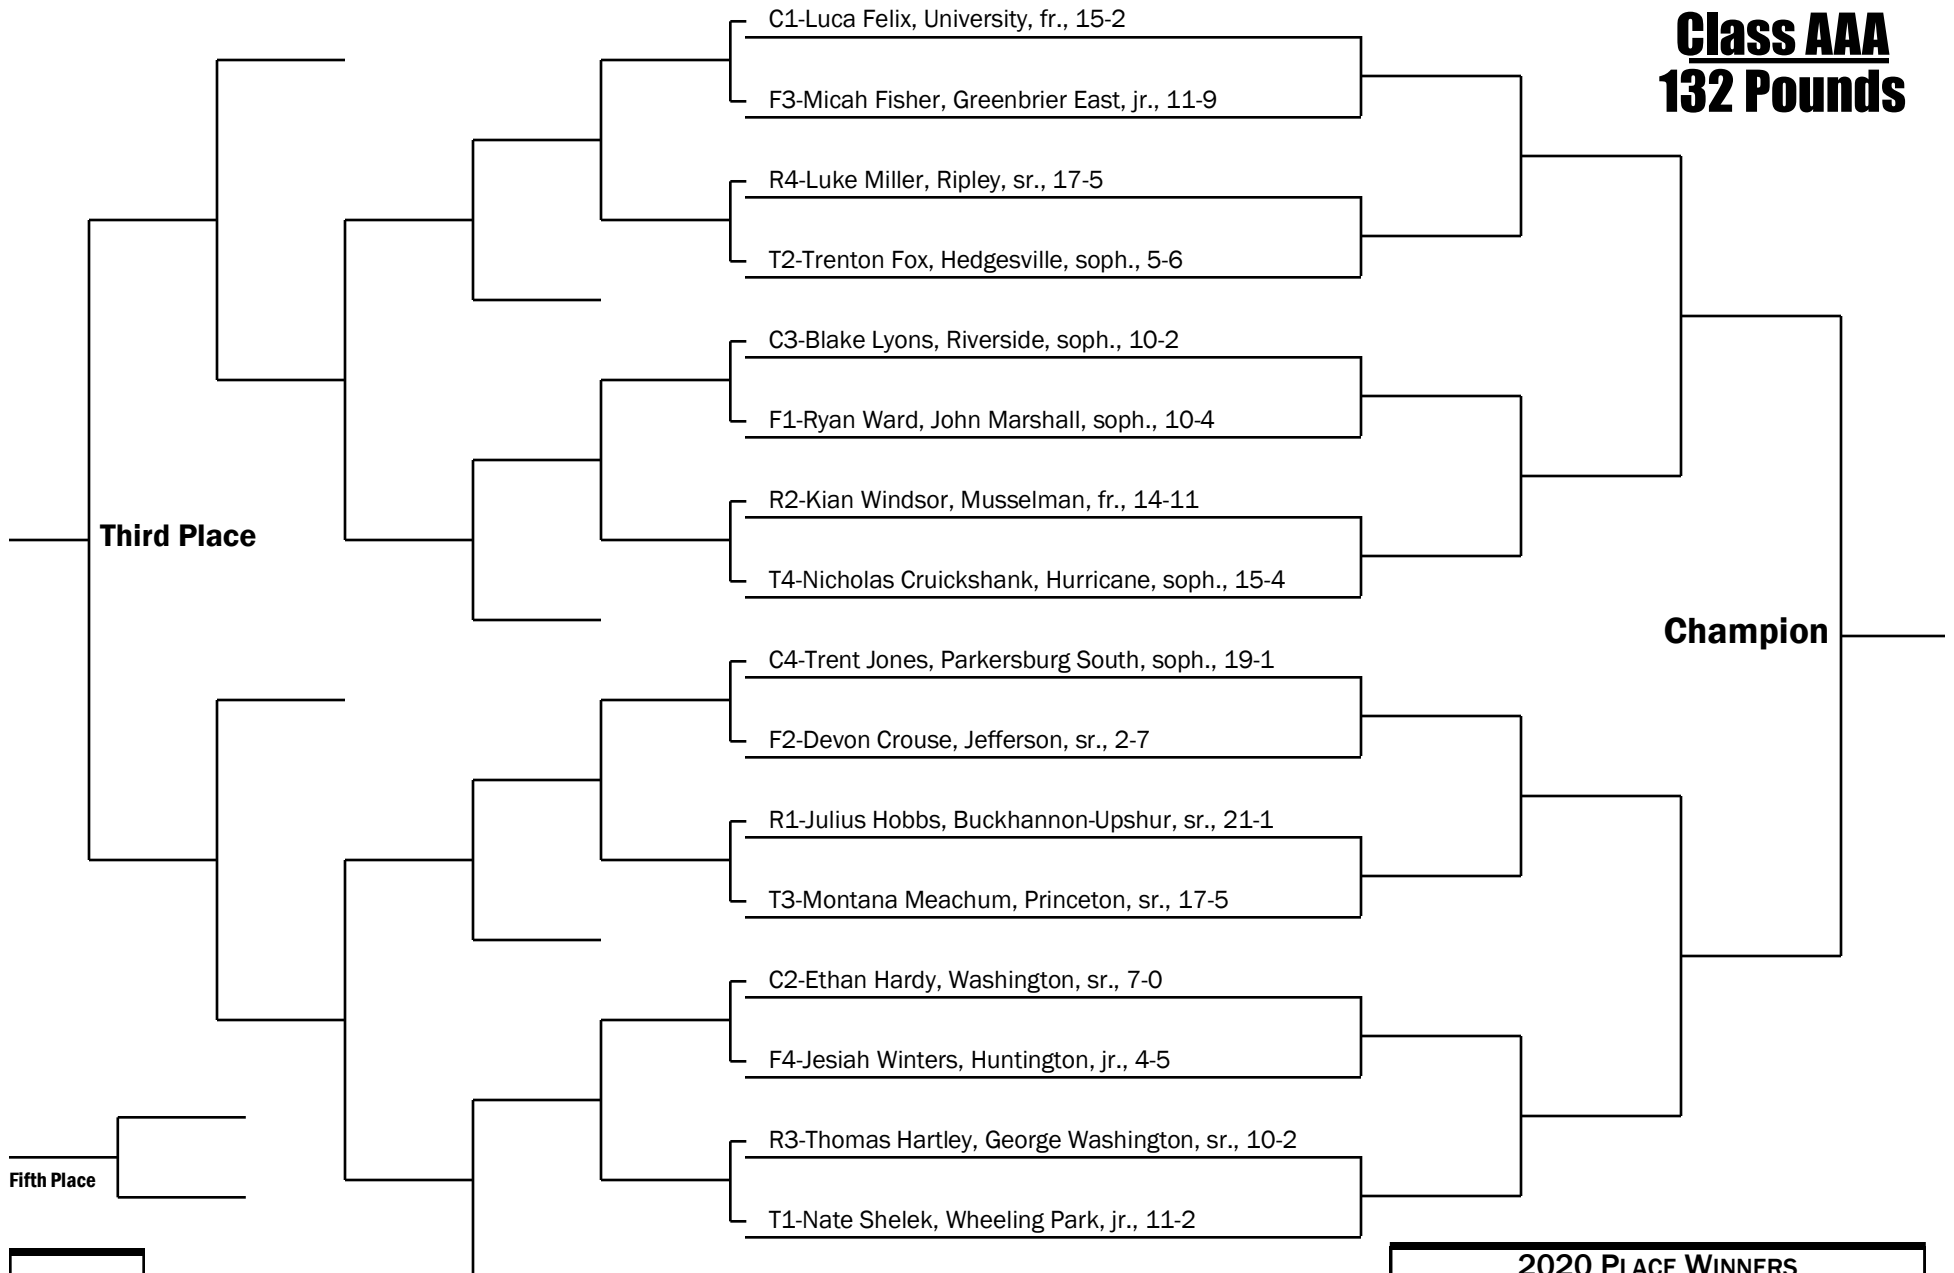 Class AAA
132 Pounds
C1-Luca Felix, University, fr., 15-2
F3-Micah Fisher, Greenbrier East, jr., 11-9
R4-Luke Miller, Ripley, sr., 17-5
T2-Trenton Fox, Hedgesville, soph., 5-6
C3-Blake Lyons, Riverside, soph., 10-2
F1-Ryan Ward, John Marshall, soph., 10-4
R2-Kian Windsor, Musselman, fr., 14-11
Third Place
T4-Nicholas Cruickshank, Hurricane, soph., 15-4
Champion
C4-Trent Jones, Parkersburg South, soph., 19-1
F2-Devon Crouse, Jefferson, sr., 2-7
R1-Julius Hobbs, Buckhannon-Upshur, sr., 21-1
T3-Montana Meachum, Princeton, sr., 17-5
C2-Ethan Hardy, Washington, sr., 7-0
F4-Jesiah Winters, Huntington, jr., 4-5
R3-Thomas Hartley, George Washington, sr., 10-2
Fifth Place
T1-Nate Shelek, Wheeling Park, jr., 11-2
2020 PLACE WINNERS